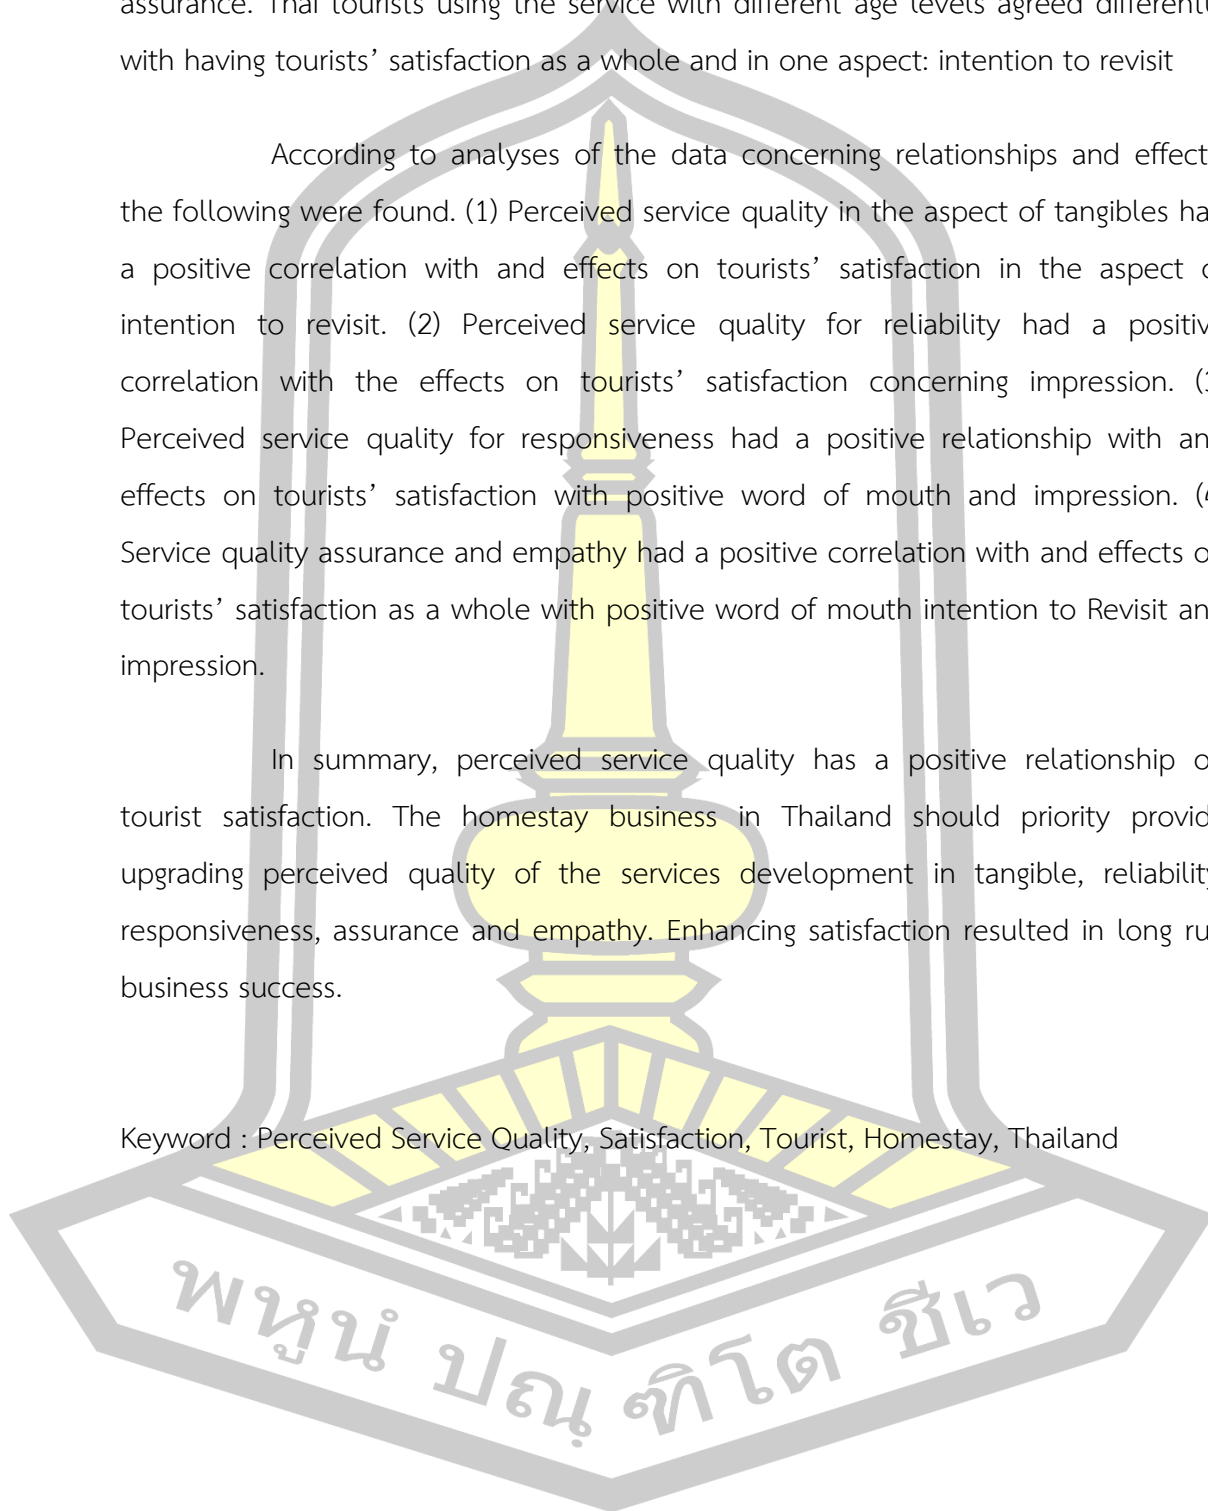 assurance. Thai tourists using the service with different age levels agreed differentl
with having tourists' satisfaction as a whole and in one aspect: intention to revisit
According to analyses of the data concerning relationships and effect
the following were found. (1) Perceived service quality in the aspect of tangibles ha
a positive correlation with and effects on tourists' satisfaction in the aspect o
intention to revisit. (2) Perceived service quality for reliability had a positiv
correlation with the effects on tourists' satisfaction concerning impression. (3
Perceived service quality for responsiveness had a positive relationship with an
effects on tourists' satisfaction with positive word of mouth and impression. (4
Service quality assurance and empathy had a positive correlation with and effects o
tourists' satisfaction as a whole with positive word of mouth intention to Revisit an
impression.
In summary, perceived service quality has a positive relationship o
tourist satisfaction. The homestay business in Thailand should priority provid
upgrading perceived quality of the services development in tangible, reliability
responsiveness, assurance and empathy. Enhancing satisfaction resulted in long ru
business success.
Keyword : Perceived Service Quality, Satisfaction, Tourist, Homestay, Thailand
พหูนํ ปณฺฑิโต ชีเว